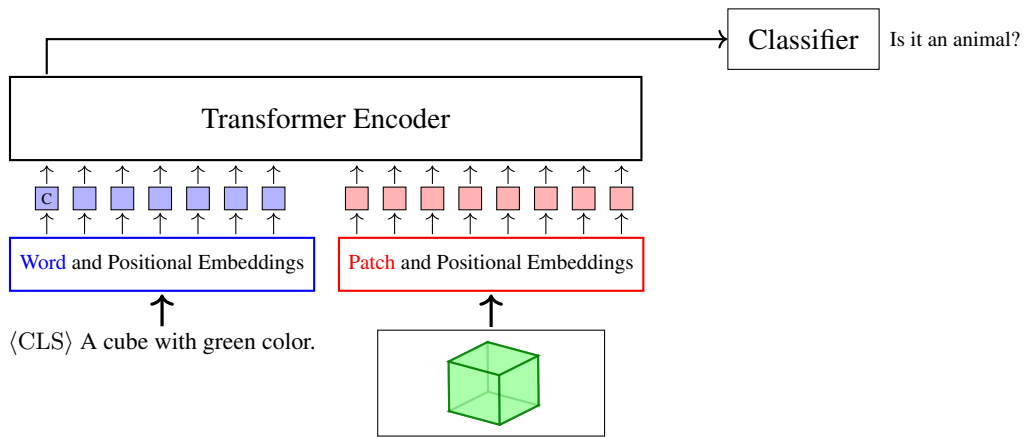 Classifier
Is it an animal?
Transformer Encoder
C
Word and Positional Embeddings
Patch and Positional Embeddings
⟨CLS⟩ A cube with green color.